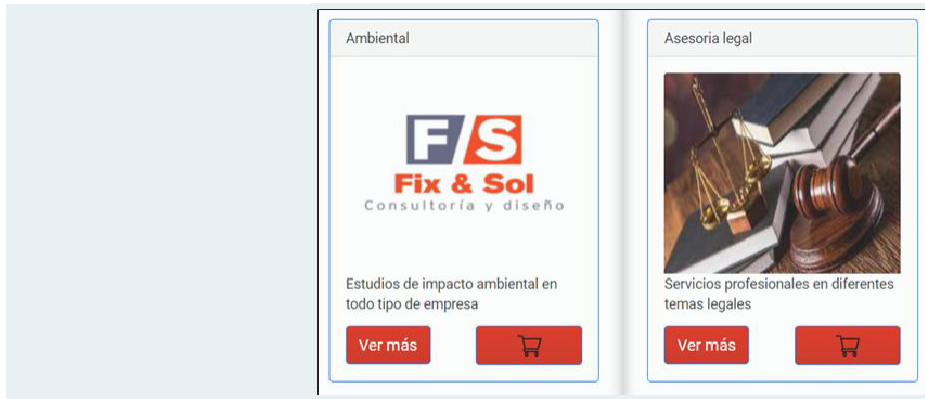 Ambiental
FS
Fix & Sol
Consultoría y diseño
Estudios de impacto ambiental en
todo tipo de empresa
Ver más
Asesoria legal
Servicios profesionales en diferentes
temas legales
Ver más